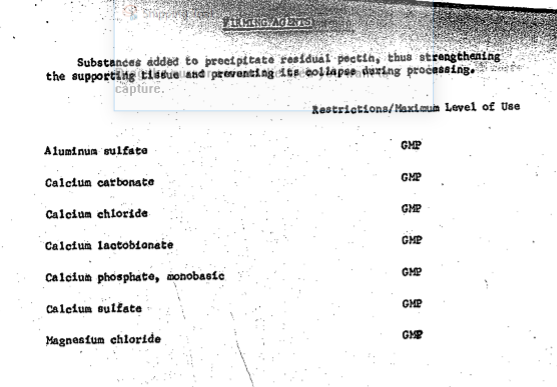 FIRMING AGENTS
Substances added to precipitate residual pectin, thus strengthening
the supporting tissue and preventing its collapse during processing.
capture.
Restrictions/Maximum Level of Use
Aluminum sulfate GMP
Calcium carbonate GMP
Calcium chloride GMP
Calcium lactobionate GMP
Calcium phosphate, monobasic GMP
Calcium sulfate GMP
Magnesium chloride GMP